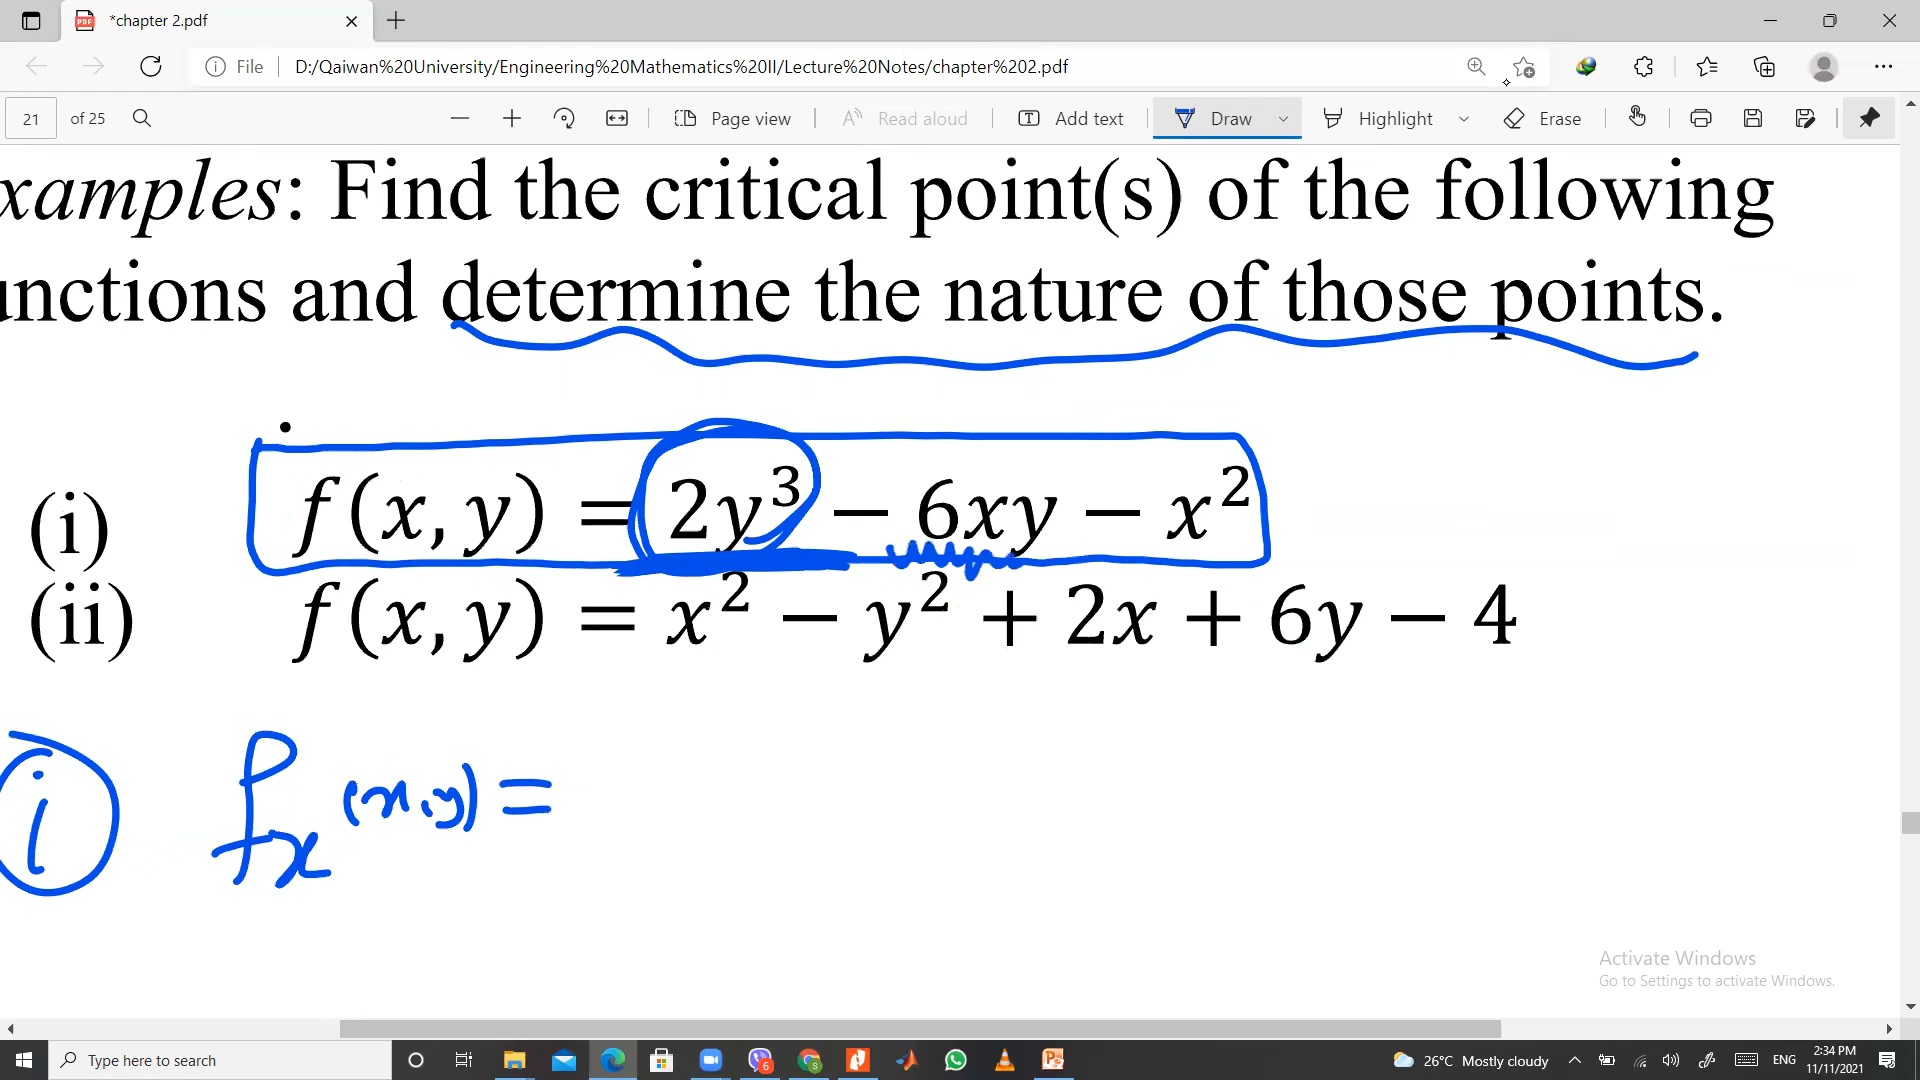 *chapter 2.pdf
File D:/Qaiwan%20University/Engineering%20Mathematics%20II/Lecture%20Notes/chapter%202.pdf
21 of 25 Page view Read aloud Add text Draw Highlight Erase
xamples: Find the critical point(s) of the following
unctions and determine the nature of those points.
(i) f(x, y) = 2y³ − 6xy − x²
(ii) f(x, y) = x² − y² + 2x + 6y − 4
i fx (x,y) =
Activate Windows
Go to Settings to activate Windows.
Type here to search 6 26°C Mostly cloudy ENG 2:34 PM
11/11/2021